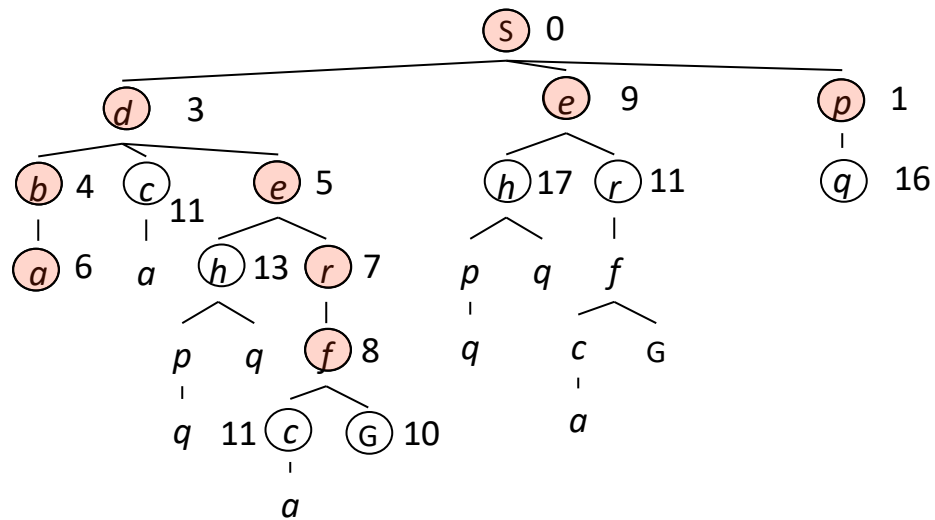 S 0
d 3 e 9 p 1
b 4 c 11 e 5 h 17 r 11 q 16
a 6 a h 13 r 7 p q f
p q f 8 q c G
q 11 c G 10 a
a